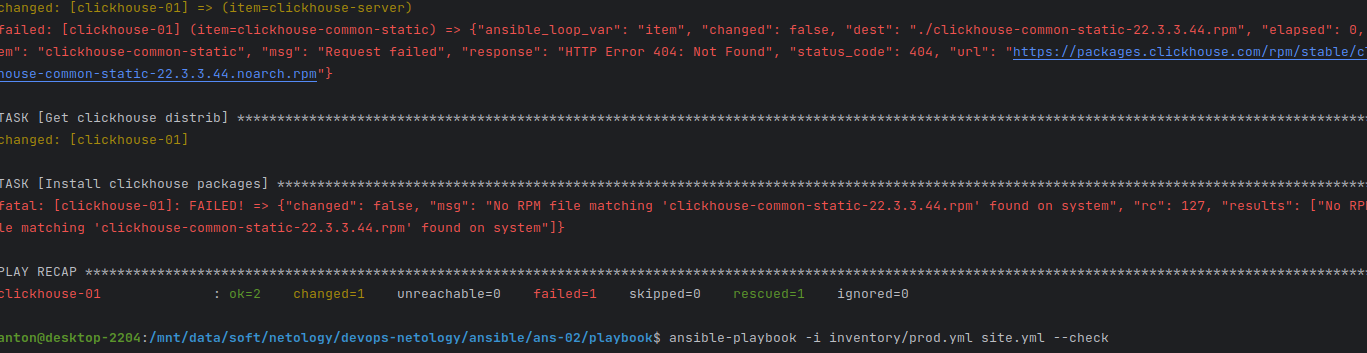 changed: [clickhouse-01] => (item=clickhouse-server)
failed: [clickhouse-01] (item=clickhouse-common-static) => {"ansible_loop_var": "item", "changed": false, "dest": "./clickhouse-common-static-22.3.3.44.rpm", "elapsed": 0,
em": "clickhouse-common-static", "msg": "Request failed", "response": "HTTP Error 404: Not Found", "status_code": 404, "url": "https://packages.clickhouse.com/rpm/stable/c
house-common-static-22.3.3.44.noarch.rpm"}
TASK [Get clickhouse distrib] ***********************************************************************************************************************************************
changed: [clickhouse-01]
TASK [Install clickhouse packages] ******************************************************************************************************************************************
fatal: [clickhouse-01]: FAILED! => {"changed": false, "msg": "No RPM file matching 'clickhouse-common-static-22.3.3.44.rpm' found on system", "rc": 127, "results": ["No RP
le matching 'clickhouse-common-static-22.3.3.44.rpm' found on system"]}
PLAY RECAP ******************************************************************************************************************************************************************
clickhouse-01 : ok=2 changed=1 unreachable=0 failed=1 skipped=0 rescued=1 ignored=0
anton@desktop-2204:/mnt/data/soft/netology/devops-netology/ansible/ans-02/playbook$ ansible-playbook -i inventory/prod.yml site.yml --check